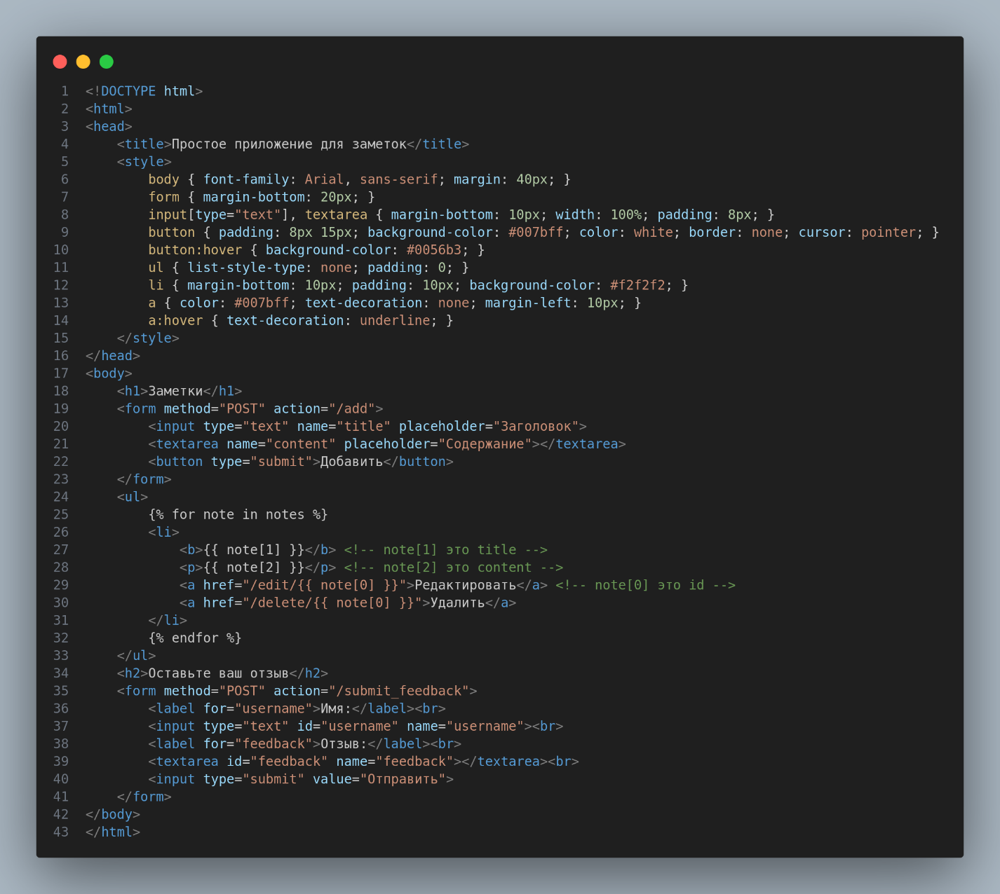 1 <!DOCTYPE html>
2 <html>
3 <head>
4     <title>Простое приложение для заметок</title>
5     <style>
6         body { font-family: Arial, sans-serif; margin: 40px; }
7         form { margin-bottom: 20px; }
8         input[type="text"], textarea { margin-bottom: 10px; width: 100%; padding: 8px; }
9         button { padding: 8px 15px; background-color: #007bff; color: white; border: none; cursor: pointer; }
10         button:hover { background-color: #0056b3; }
11         ul { list-style-type: none; padding: 0; }
12         li { margin-bottom: 10px; padding: 10px; background-color: #f2f2f2; }
13         a { color: #007bff; text-decoration: none; margin-left: 10px; }
14         a:hover { text-decoration: underline; }
15     </style>
16 </head>
17 <body>
18     <h1>Заметки</h1>
19     <form method="POST" action="/add">
20         <input type="text" name="title" placeholder="Заголовок">
21         <textarea name="content" placeholder="Содержание"></textarea>
22         <button type="submit">Добавить</button>
23     </form>
24     <ul>
25         {% for note in notes %}
26         <li>
27             <b>{{ note[1] }}</b> <!-- note[1] это title -->
28             <p>{{ note[2] }}</p> <!-- note[2] это content -->
29             <a href="/edit/{{ note[0] }}">Редактировать</a> <!-- note[0] это id -->
30             <a href="/delete/{{ note[0] }}">Удалить</a>
31         </li>
32         {% endfor %}
33     </ul>
34     <h2>Оставьте ваш отзыв</h2>
35     <form method="POST" action="/submit_feedback">
36         <label for="username">Имя:</label><br>
37         <input type="text" id="username" name="username"><br>
38         <label for="feedback">Отзыв:</label><br>
39         <textarea id="feedback" name="feedback"></textarea><br>
40         <input type="submit" value="Отправить">
41     </form>
42 </body>
43 </html>